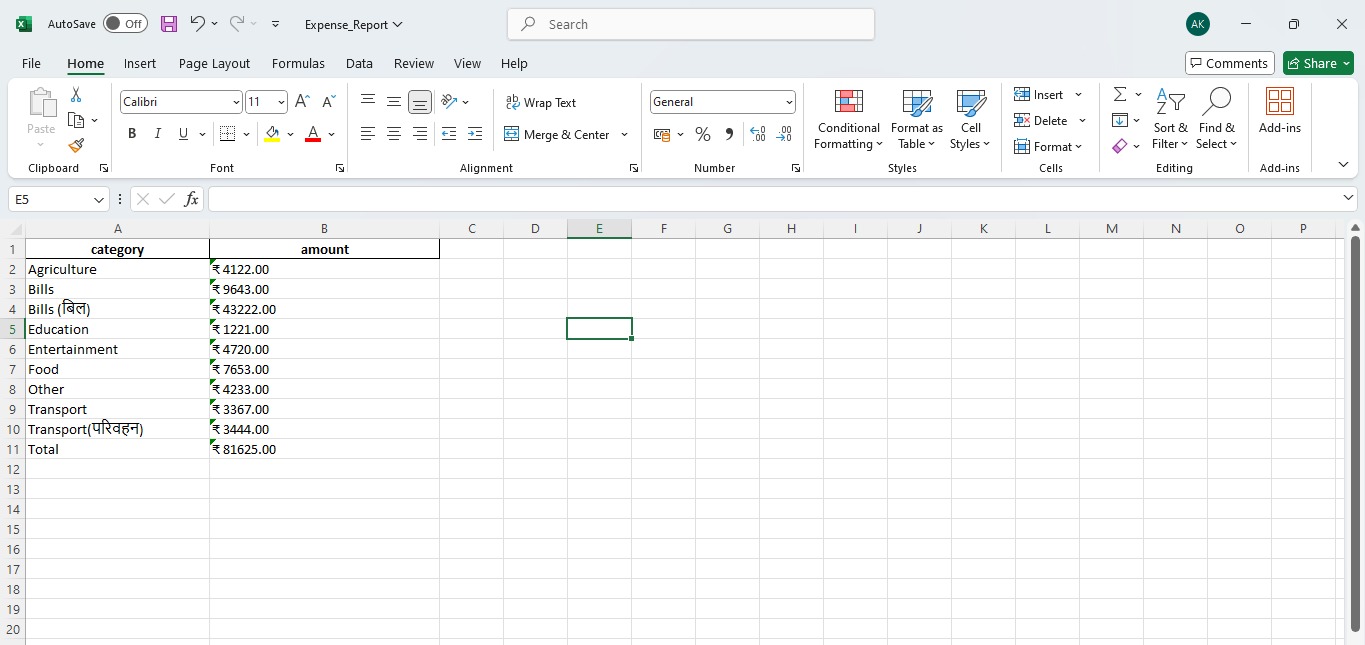 AutoSave Off Expense_Report Search AK
File Home Insert Page Layout Formulas Data Review View Help Comments Share
Paste Calibri 11 Wrap Text General Conditional Formatting Format as Table Cell Styles Insert Sort & Filter Find & Select Add-ins
B I U Merge & Center % Delete
Format
Clipboard Font Alignment Number Styles Cells Editing Add-ins
E5 fx
A B C D E F G H I J K L M N O P
1 category amount
2 Agriculture ₹ 4122.00
3 Bills ₹ 9643.00
4 Bills (बिल) ₹ 43222.00
5 Education ₹ 1221.00
6 Entertainment ₹ 4720.00
7 Food ₹ 7653.00
8 Other ₹ 4233.00
9 Transport ₹ 3367.00
10 Transport(परिवहन) ₹ 3444.00
11 Total ₹ 81625.00
12
13
14
15
16
17
18
19
20